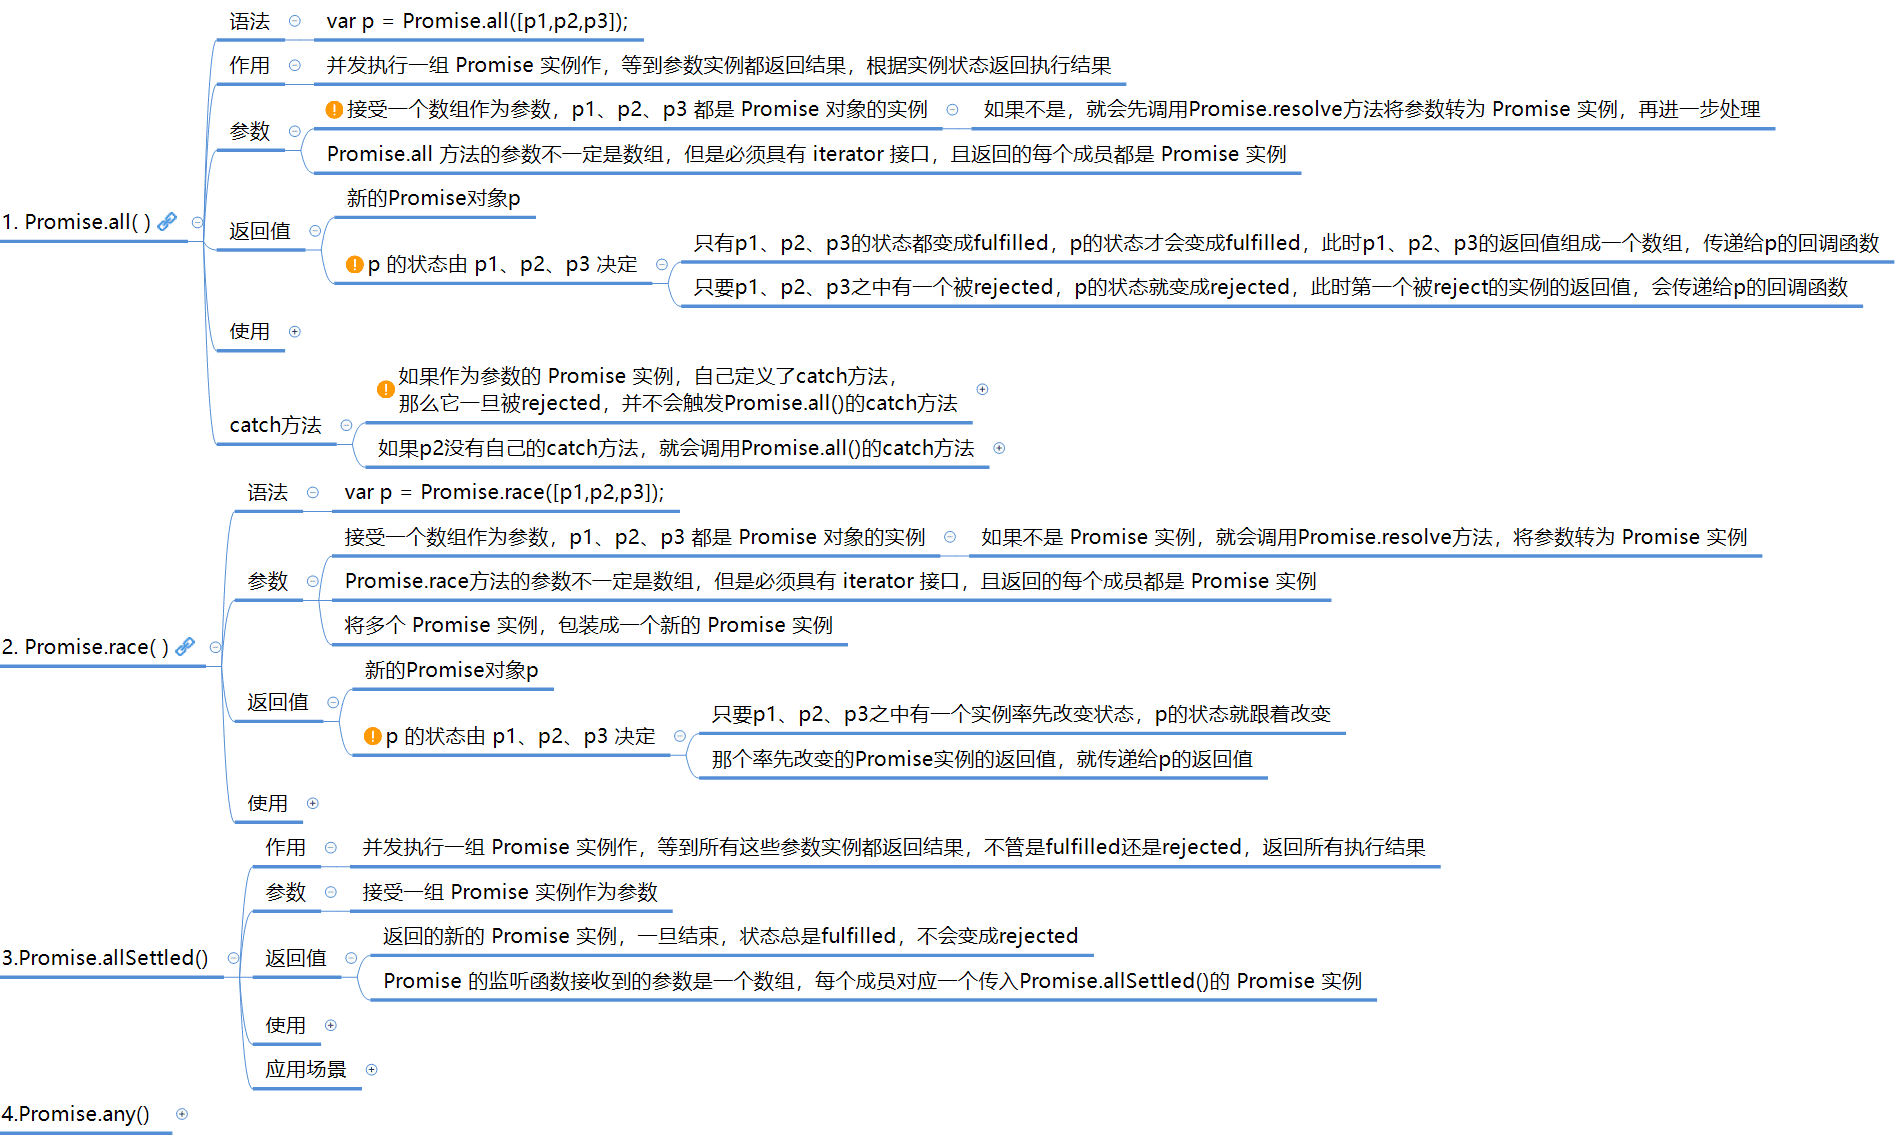 1. Promise.all( )
语法
var p = Promise.all([p1,p2,p3]);
作用
并发执行一组 Promise 实例作，等到参数实例都返回结果，根据实例状态返回执行结果
参数
接受一个数组作为参数，p1、p2、p3 都是 Promise 对象的实例
如果不是，就会先调用Promise.resolve方法将参数转为 Promise 实例，再进一步处理
Promise.all 方法的参数不一定是数组，但是必须具有 iterator 接口，且返回的每个成员都是 Promise 实例
返回值
新的Promise对象p
p 的状态由 p1、p2、p3 决定
只有p1、p2、p3的状态都变成fulfilled，p的状态才会变成fulfilled，此时p1、p2、p3的返回值组成一个数组，传递给p的回调函数
只要p1、p2、p3之中有一个被rejected，p的状态就变成rejected，此时第一个被reject的实例的返回值，会传递给p的回调函数
使用
catch方法
如果作为参数的 Promise 实例，自己定义了catch方法，
那么它一旦被rejected，并不会触发Promise.all()的catch方法
如果p2没有自己的catch方法，就会调用Promise.all()的catch方法
2. Promise.race( )
语法
var p = Promise.race([p1,p2,p3]);
参数
接受一个数组作为参数，p1、p2、p3 都是 Promise 对象的实例
如果不是 Promise 实例，就会调用Promise.resolve方法，将参数转为 Promise 实例
Promise.race方法的参数不一定是数组，但是必须具有 iterator 接口，且返回的每个成员都是 Promise 实例
将多个 Promise 实例，包装成一个新的 Promise 实例
返回值
新的Promise对象p
p 的状态由 p1、p2、p3 决定
只要p1、p2、p3之中有一个实例率先改变状态，p的状态就跟着改变
那个率先改变的Promise实例的返回值，就传递给p的返回值
使用
3.Promise.allSettled()
作用
并发执行一组 Promise 实例作，等到所有这些参数实例都返回结果，不管是fulfilled还是rejected，返回所有执行结果
参数
接受一组 Promise 实例作为参数
返回值
返回的新的 Promise 实例，一旦结束，状态总是fulfilled，不会变成rejected
Promise 的监听函数接收到的参数是一个数组，每个成员对应一个传入Promise.allSettled()的 Promise 实例
使用
应用场景
4.Promise.any()